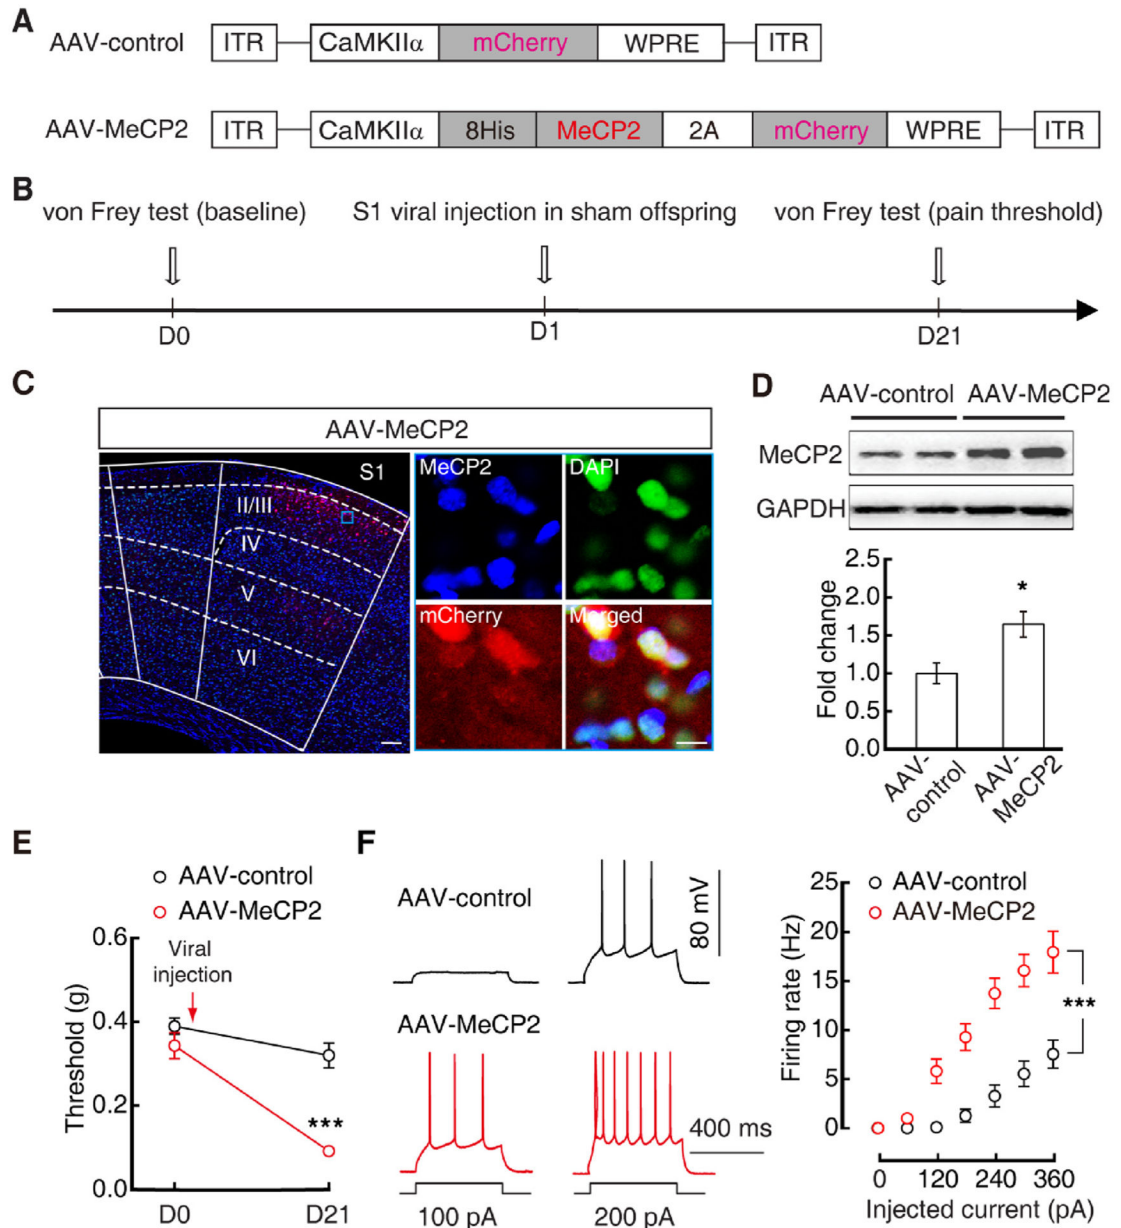 A
AAV-control ITR CaMKIIα mCherry WPRE ITR
AAV-MeCP2 ITR CaMKIIα 8His MeCP2 2A mCherry WPRE ITR
B
von Frey test (baseline) S1 viral injection in sham offspring von Frey test (pain threshold)
D0 D1 D21
C
AAV-MeCP2
S1
II/III
IV
V
VI
MeCP2 DAPI
mCherry Merged
D
AAV-control AAV-MeCP2
MeCP2
GAPDH
Fold change
2.5
2.0
1.5
1.0
0.5
0.0
*
AAV-
control
AAV-
MeCP2
E
AAV-control
AAV-MeCP2
Threshold (g)
0.6
0.4
0.2
0.0
Viral
injection
***
D0 D21
F
AAV-control
80 mV
AAV-MeCP2
400 ms
100 pA 200 pA
AAV-control
AAV-MeCP2
Firing rate (Hz)
25
20
15
10
5
0
***
0 120 240 360
Injected current (pA)